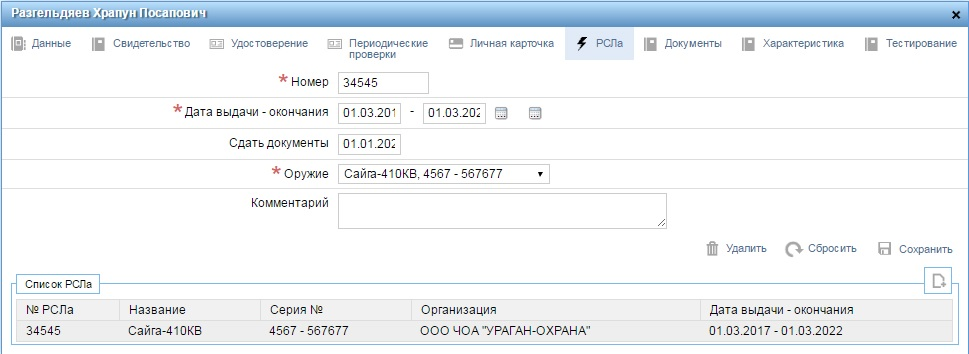 Разгельдяев Храпун Посапович
Данные Свидетельство Удостоверение Периодические проверки Личная карточка РСЛа Документы Характеристика Тестирование
* Номер 34545
* Дата выдачи - окончания 01.03.201 - 01.03.202
Сдать документы 01.01.202
* Оружие Сайга-410КВ, 4567 - 567677
Комментарий
Удалить Сбросить Сохранить
Список РСЛа
№ РСЛа Название Серия № Организация Дата выдачи - окончания
34545 Сайга-410КВ 4567 - 567677 ООО ЧОА "УРАГАН-ОХРАНА" 01.03.2017 - 01.03.2022